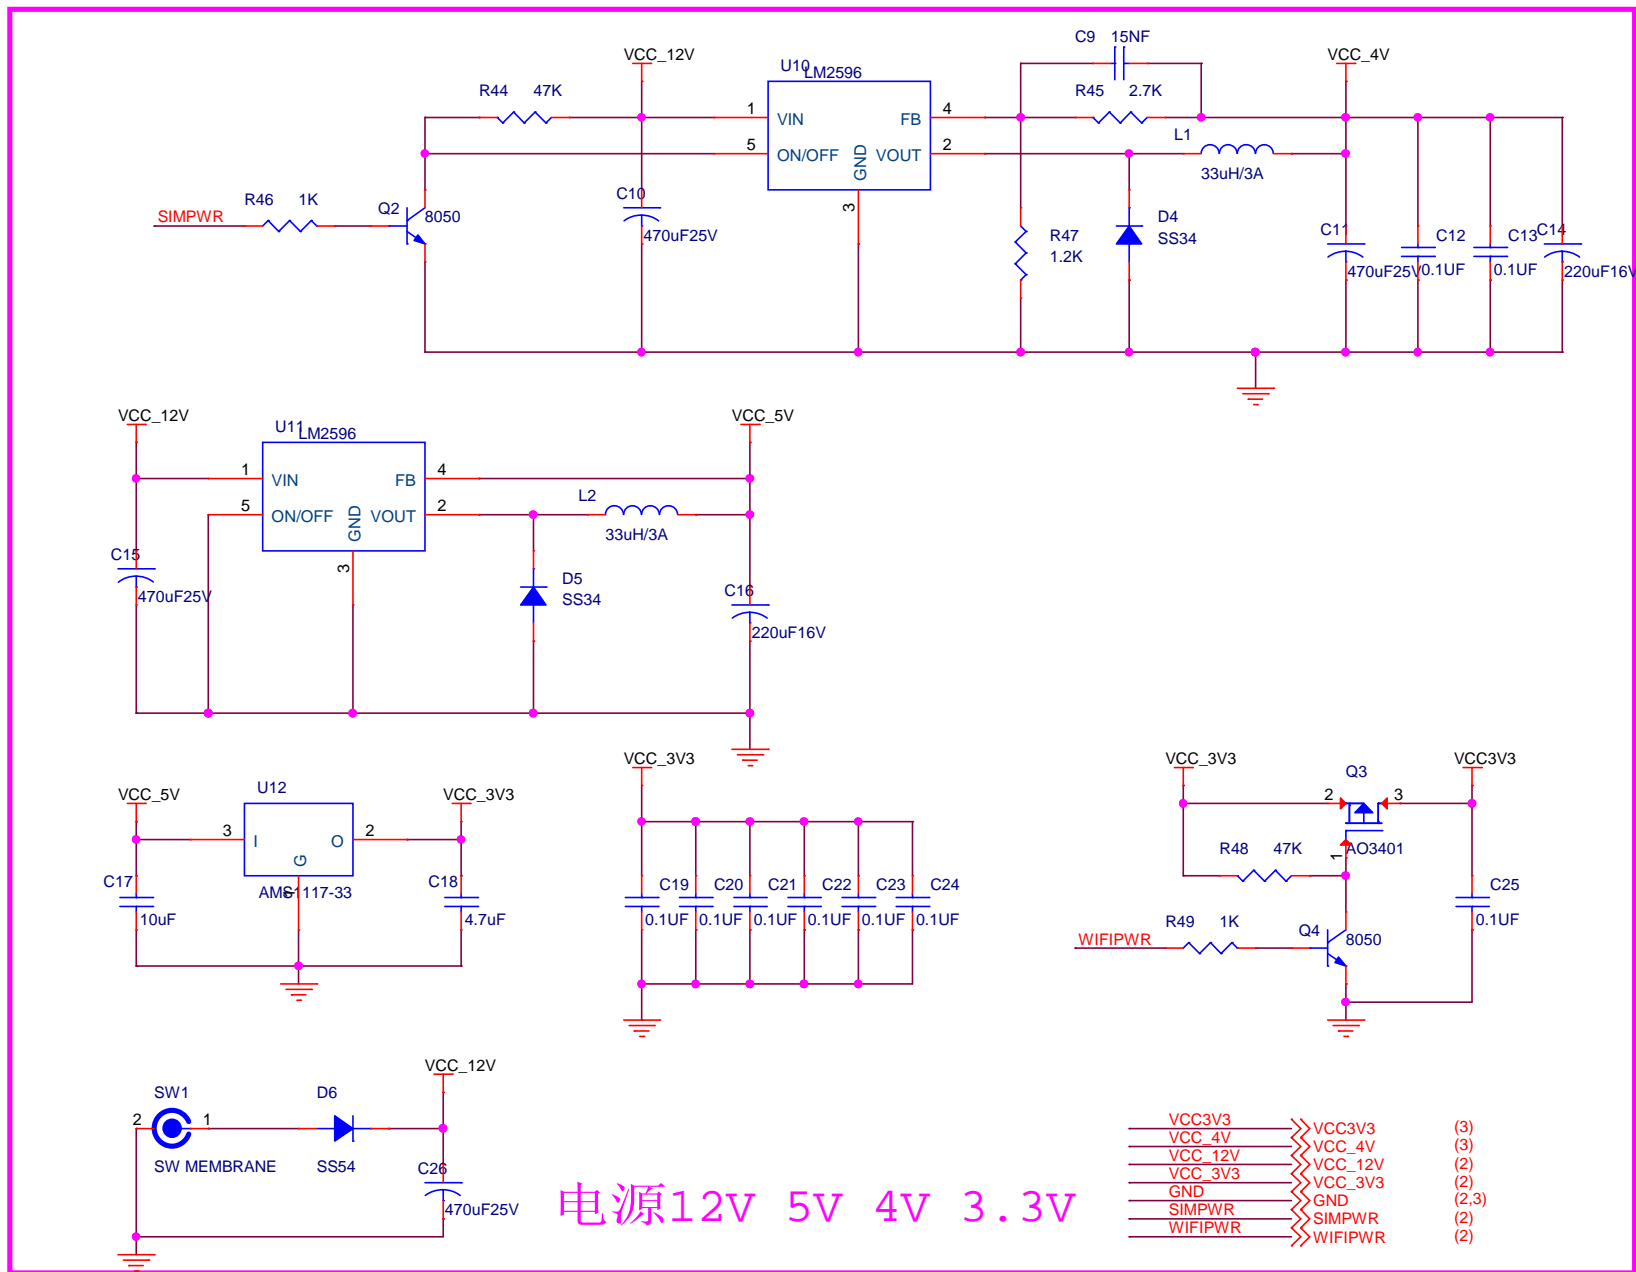 C9 15NF
VCC_12V
VCC_4V
U10 LM2596
R44 47K
R45 2.7K
1 VIN FB 4
5 ON/OFF VOUT 2
GND
3
L1
33uH/3A
C10
470uF25V
R46 1K
SIMPWR
Q2
8050
R47
1.2K
D4
SS34
C11
470uF25V
C12
0.1UF
C13
0.1UF
C14
220uF16V
VCC_12V
VCC_5V
U11 LM2596
1 VIN FB 4
5 ON/OFF VOUT 2
GND
3
L2
33uH/3A
C15
470uF25V
D5
SS34
C16
220uF16V
VCC_5V
U12
VCC_3V3
3 I O 2
G
1
AMS1117-33
C17
10uF
C18
4.7uF
VCC_3V3
C19 C20 C21 C22 C23 C24
0.1UF 0.1UF 0.1UF 0.1UF 0.1UF 0.1UF
VCC_3V3
Q3
VCC3V3
2 3
1
AO3401
R48 47K
C25
0.1UF
R49 1K
WIFIPWR
Q4
8050
VCC_12V
SW1
D6
2 1
SW MEMBRANE
SS54
C26
470uF25V
电源12V 5V 4V 3.3V
VCC3V3 VCC3V3 (3)
VCC_4V VCC_4V (3)
VCC_12V VCC_12V (2)
VCC_3V3 VCC_3V3 (2)
GND GND (2,3)
SIMPWR SIMPWR (2)
WIFIPWR WIFIPWR (2)